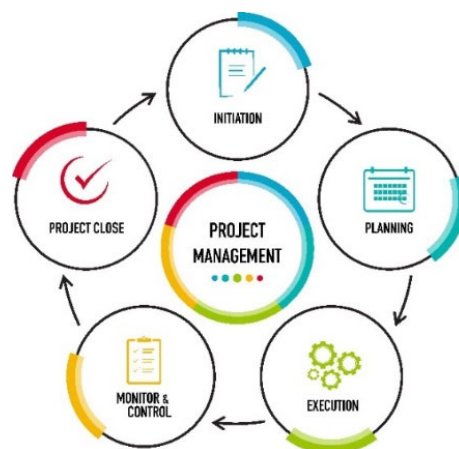 INITIATION
PLANNING
EXECUTION
MONITOR &
CONTROL
PROJECT CLOSE
PROJECT
MANAGEMENT